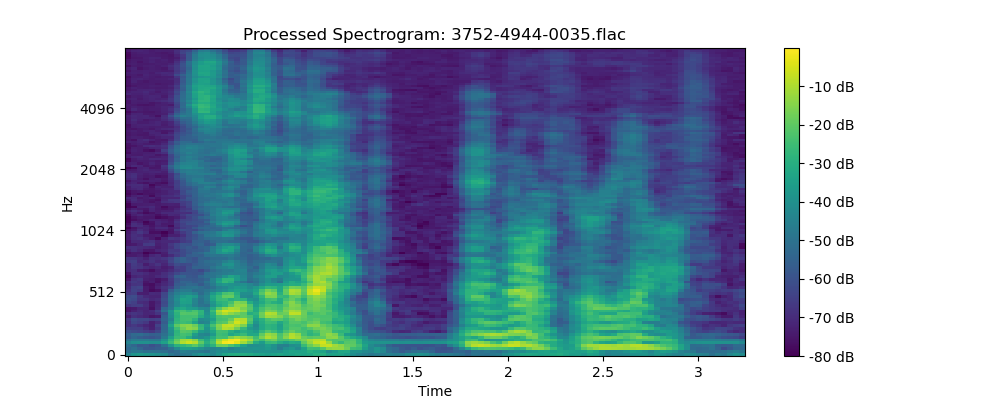 Processed Spectrogram: 3752-4944-0035.flac
Hz
4096
2048
1024
512
0
0 0.5 1 1.5 2 2.5 3
Time
-10 dB
-20 dB
-30 dB
-40 dB
-50 dB
-60 dB
-70 dB
-80 dB